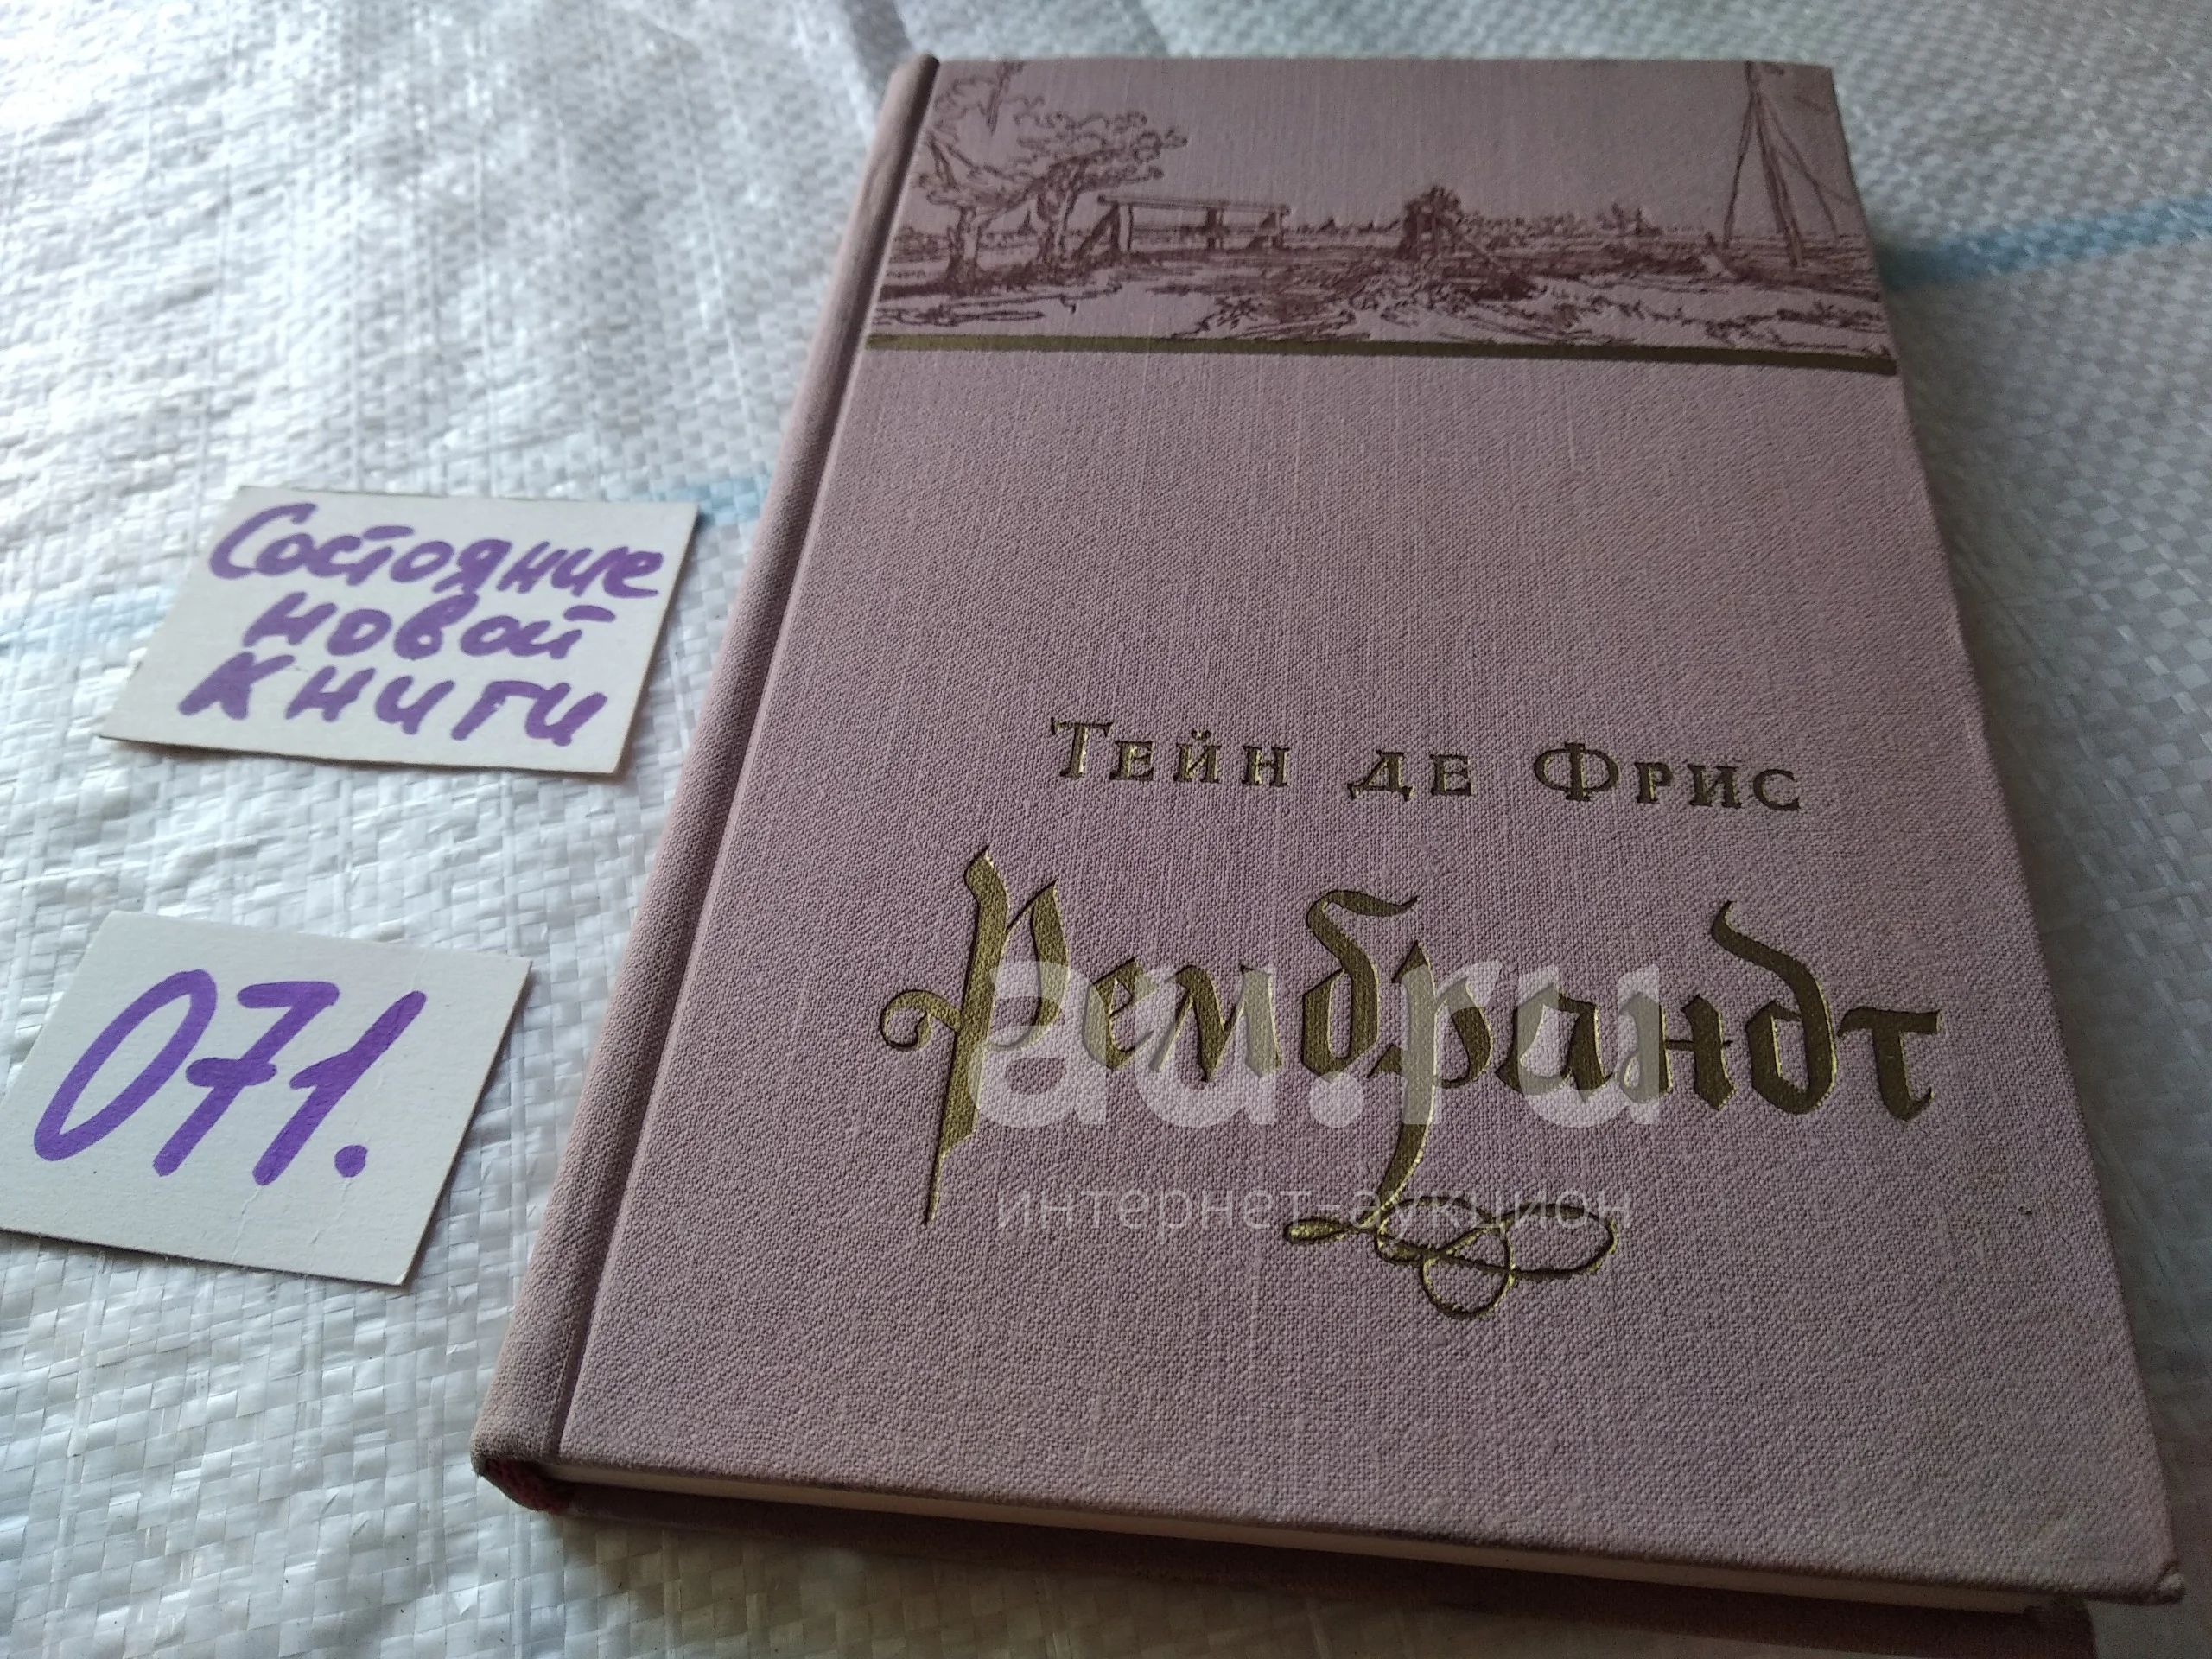 Состояние
новой
книги
071.
Тейн де Фрис
Рембрандт
au.ru
интернет-аукцион